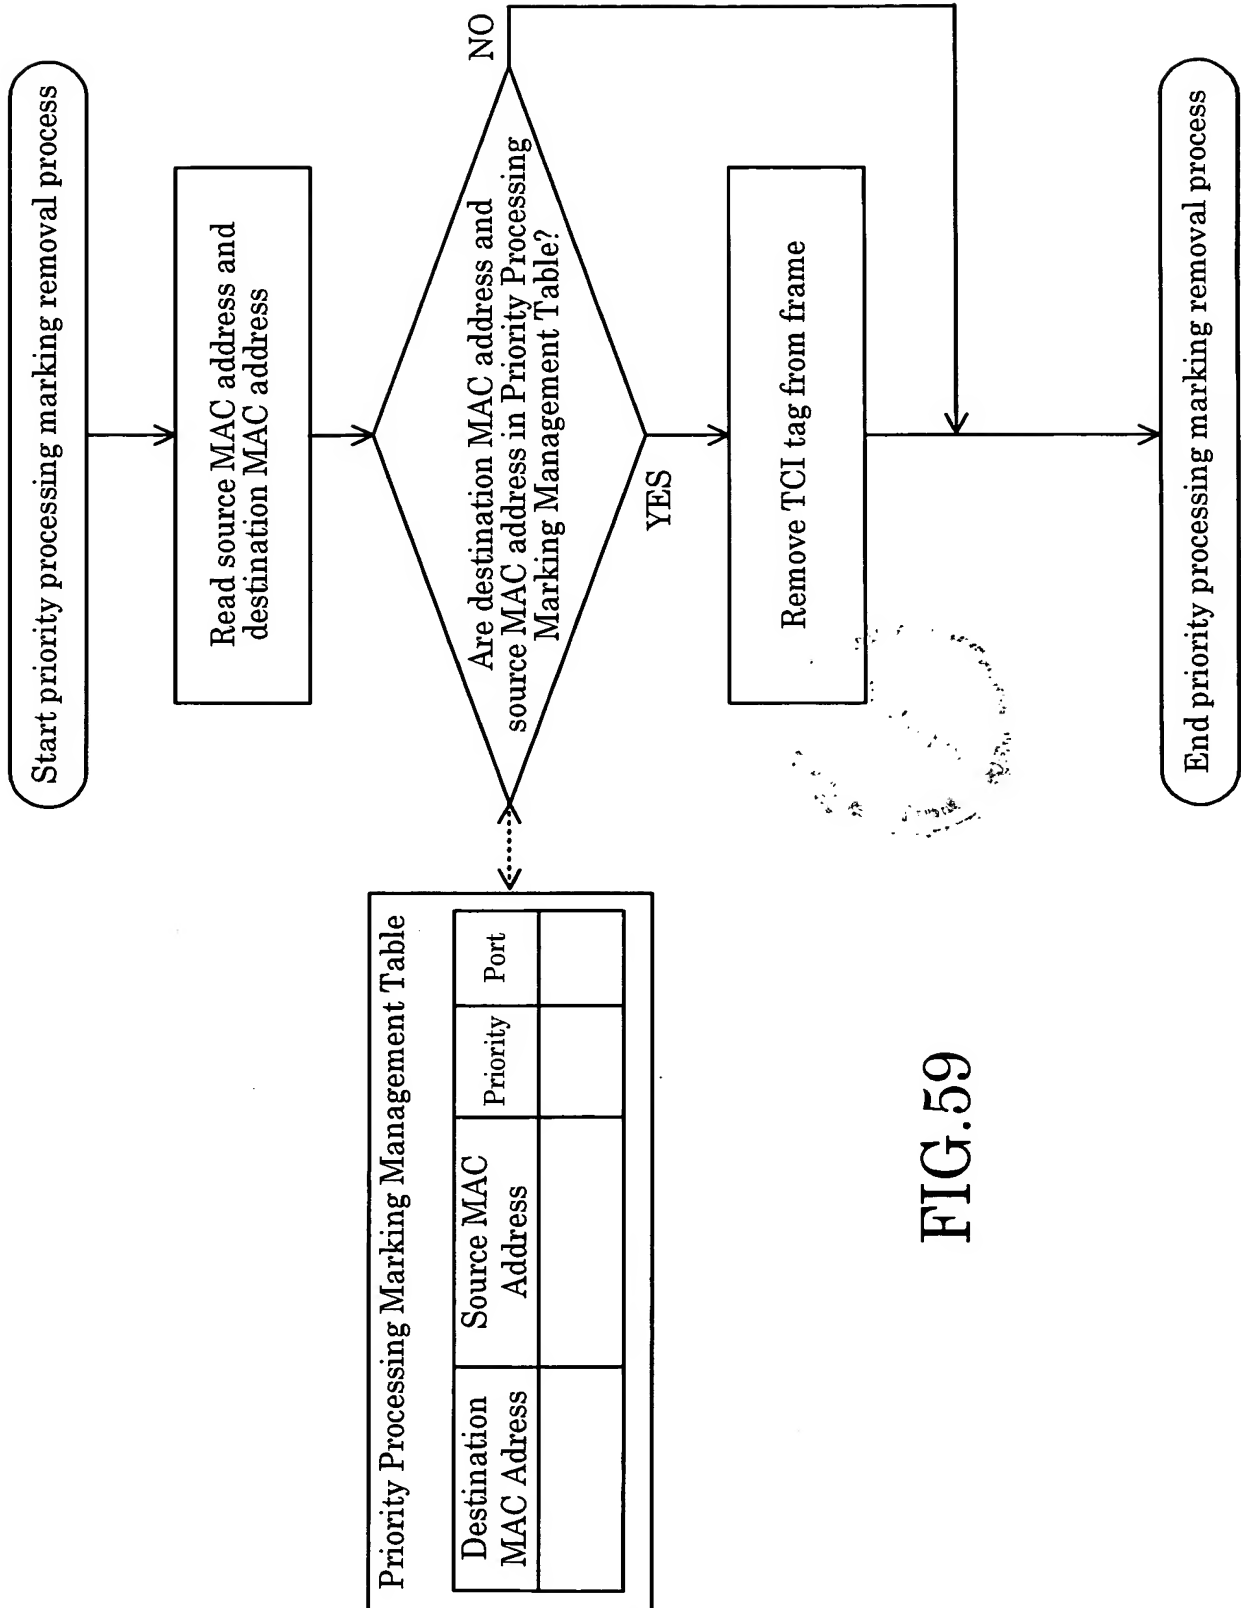 Start priority processing marking removal process
Read source MAC address and
destination MAC address
Are destination MAC address and
source MAC address in Priority Processing
Marking Management Table?
NO
YES
Remove TCI tag from frame
End priority processing marking removal process
Priority Processing Marking Management Table
Destination
MAC Adress
Source MAC
Address
Priority
Port
FIG.59